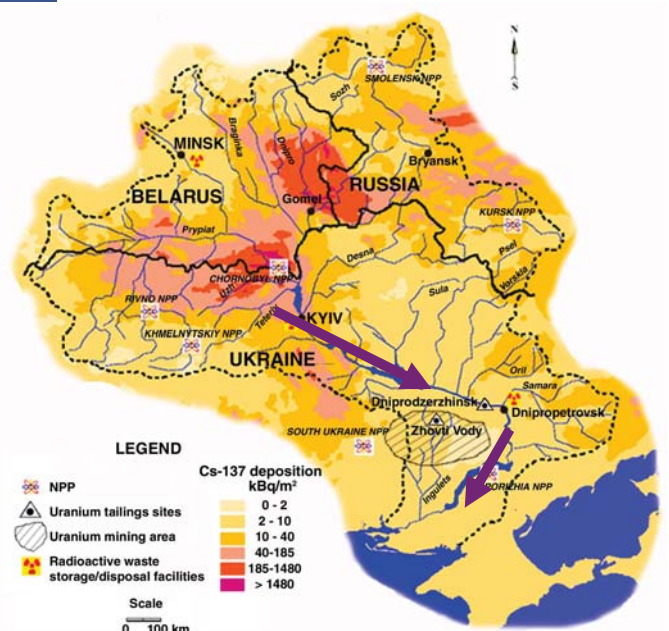 N
S
SMOLENSK NPP
Sozh
Braginka
Dnipro
MINSK
Bryansk
BELARUS
RUSSIA
Gomel
KURSK NPP
Prypiat
Psel
Desna
Vorskla
CHORNOBYL NPP
Uzh
Sula
RIVNO NPP
Teteriv
KYIV
KHMELNYTSKIY NPP
UKRAINE
Oril
Samara
Dniprodzerzhinsk
Dnipropetrovsk
Zhovti Vody
SOUTH UKRAINE NPP
Ingulets
PORIZHIA NPP
LEGEND
NPP
Uranium tailings sites
Uranium mining area
Radioactive waste
storage/disposal facilities
Cs-137 deposition
kBq/m²
0 - 2
2 - 10
10 - 40
40-185
185-1480
> 1480
Scale
0 100 km